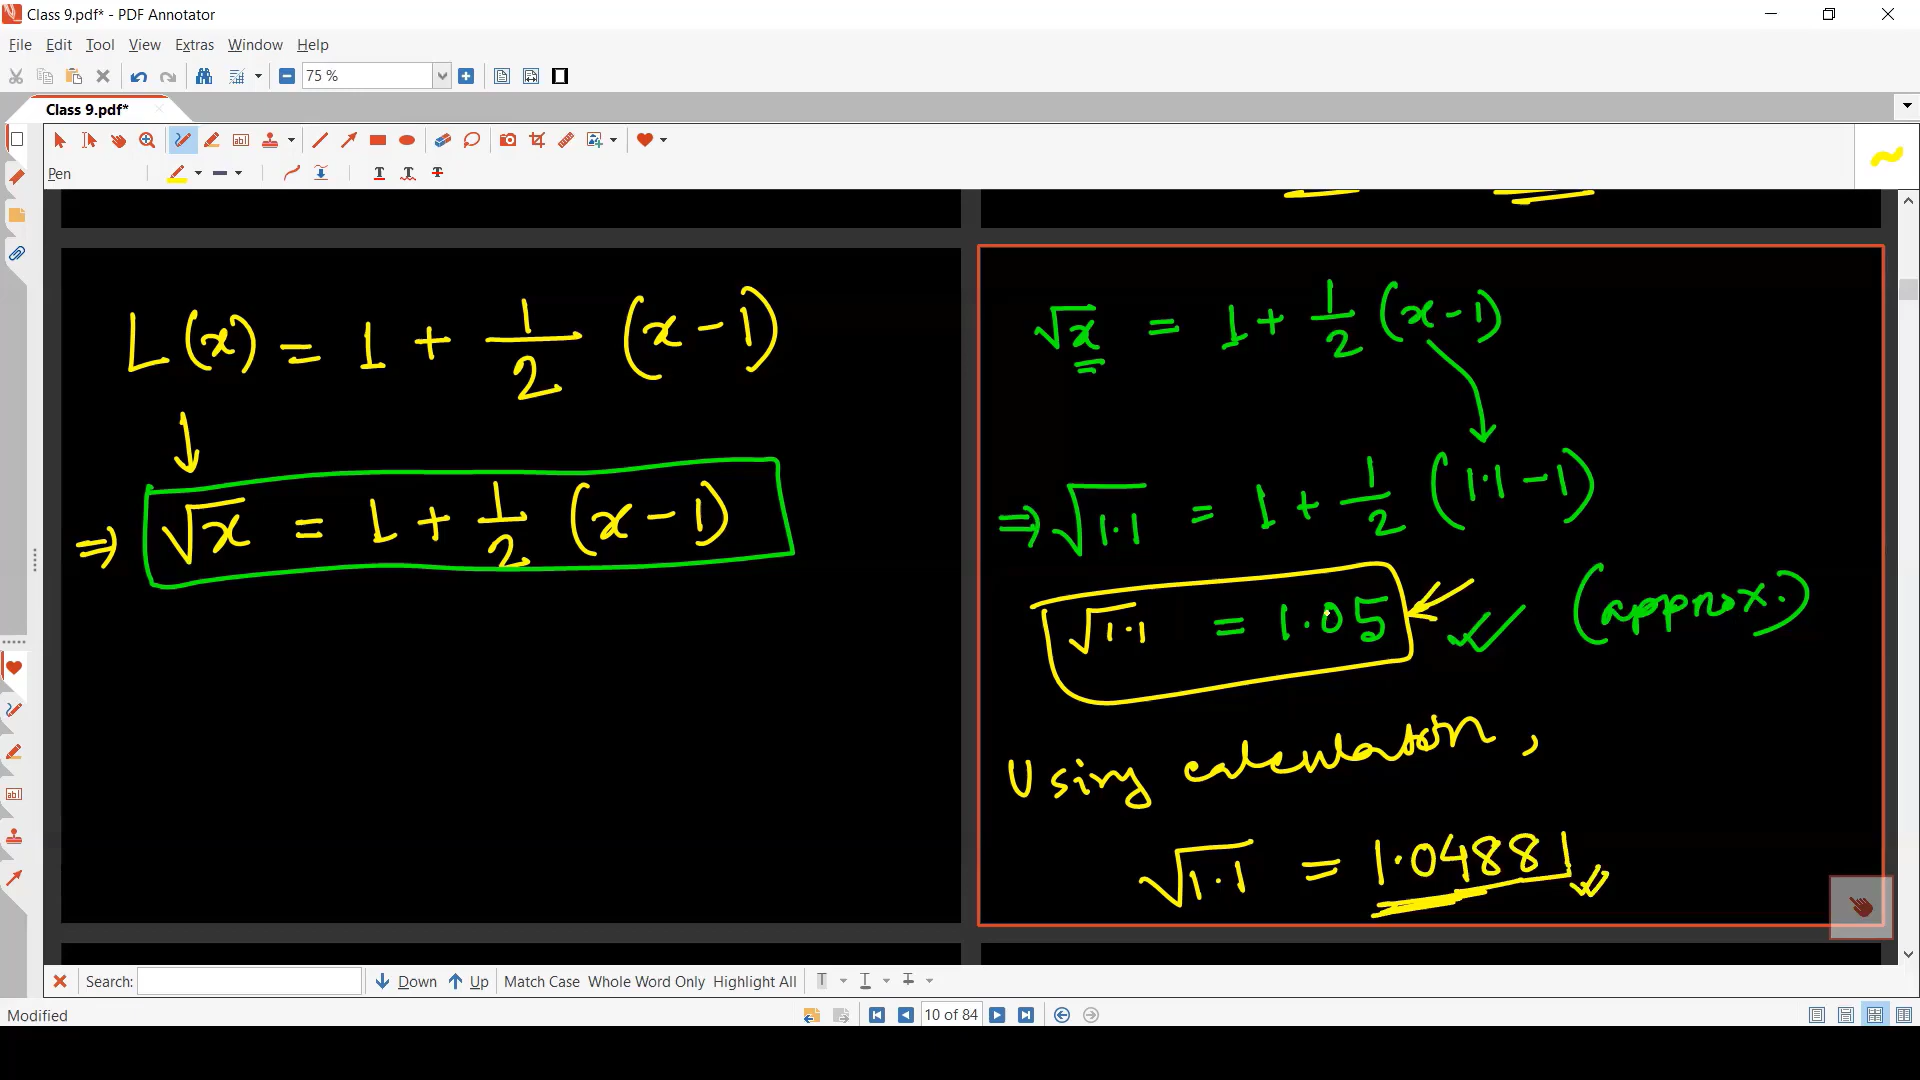 Class 9.pdf* - PDF Annotator
File Edit Tool View Extras Window Help
75 %
Class 9.pdf*
Pen
L(x) = 1 + 1/2 (x-1)
↓
⇒ √x = 1 + 1/2 (x-1)
√x = 1 + 1/2 (x-1)
⇒ √1.1 = 1 + 1/2 (1.1-1)
√1.1 = 1.05 (approx.)
Using calculaton,
√1.1 = 1.04881
Search: Down Up Match Case Whole Word Only Highlight All
Modified 10 of 84